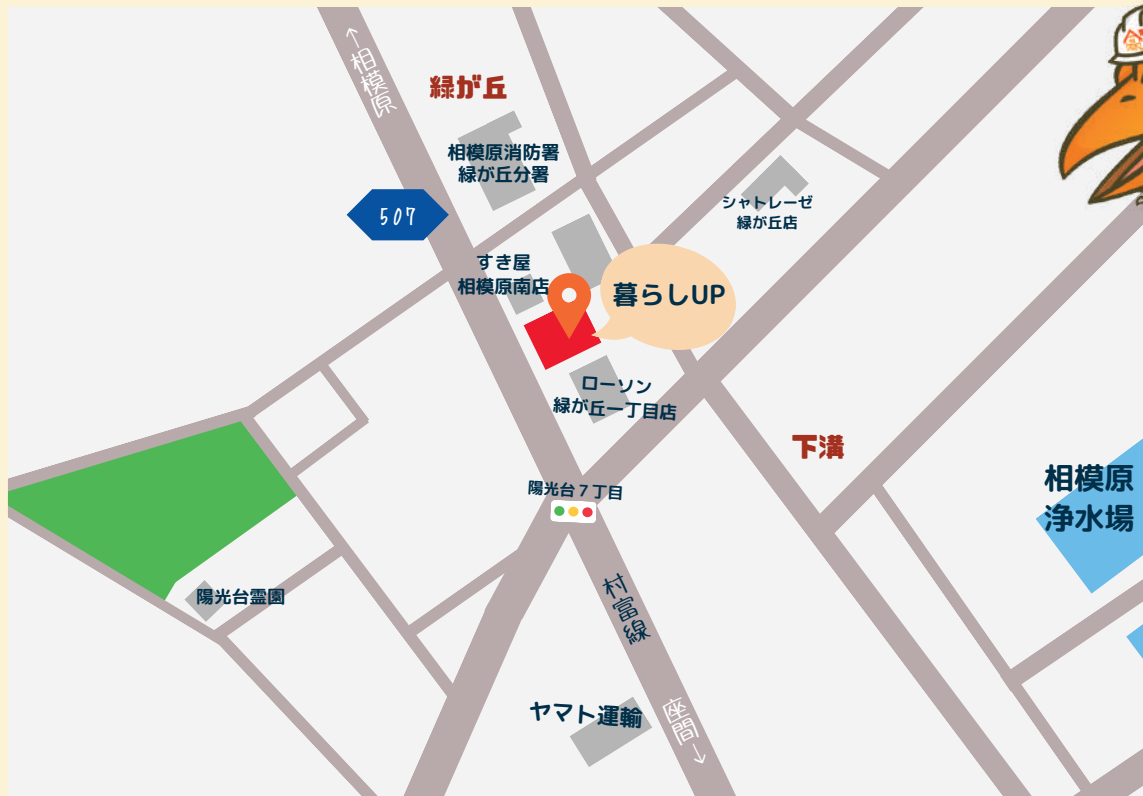 ←相模原
緑が丘
相模原消防署
緑が丘分署
507
シャトレーゼ
緑が丘店
すき屋
相模原南店
暮らしUP
ローソン
緑が丘一丁目店
下溝
相模原
浄水場
陽光台7丁目
村富線
陽光台霊園
ヤマト運輸
座間→